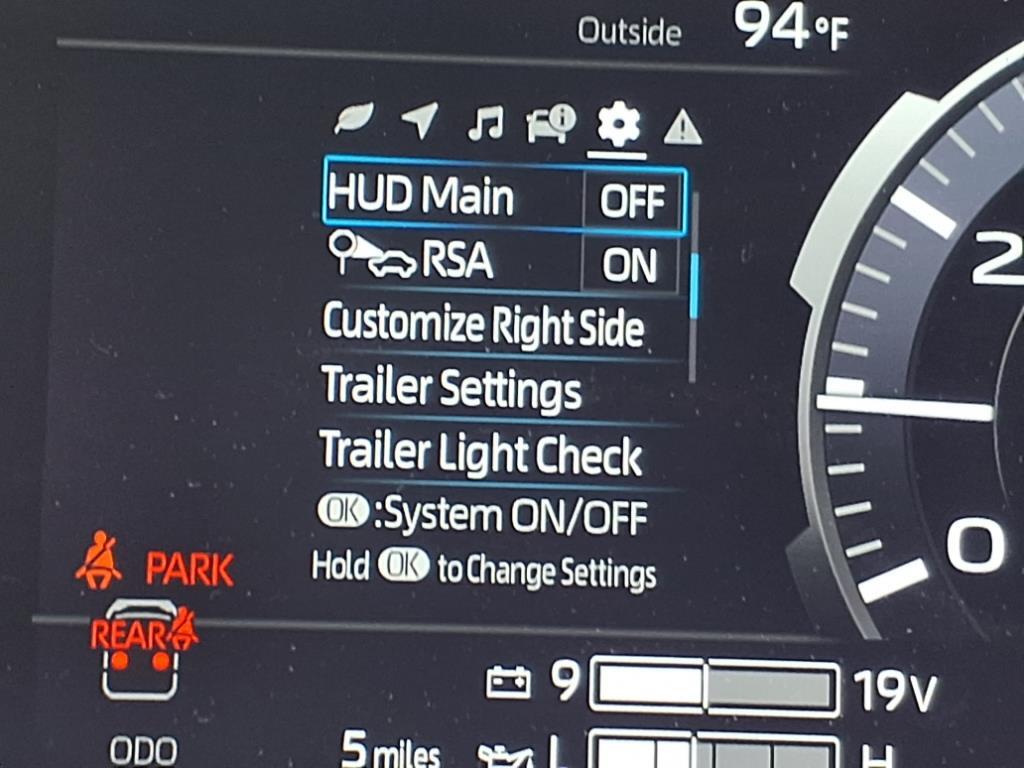 Outside 94°F
HUD Main OFF
RSA ON
Customize Right Side
Trailer Settings
Trailer Light Check
OK :System ON/OFF
Hold OK to Change Settings
2
0
PARK
REAR
9 19V
ODO 5 miles L H